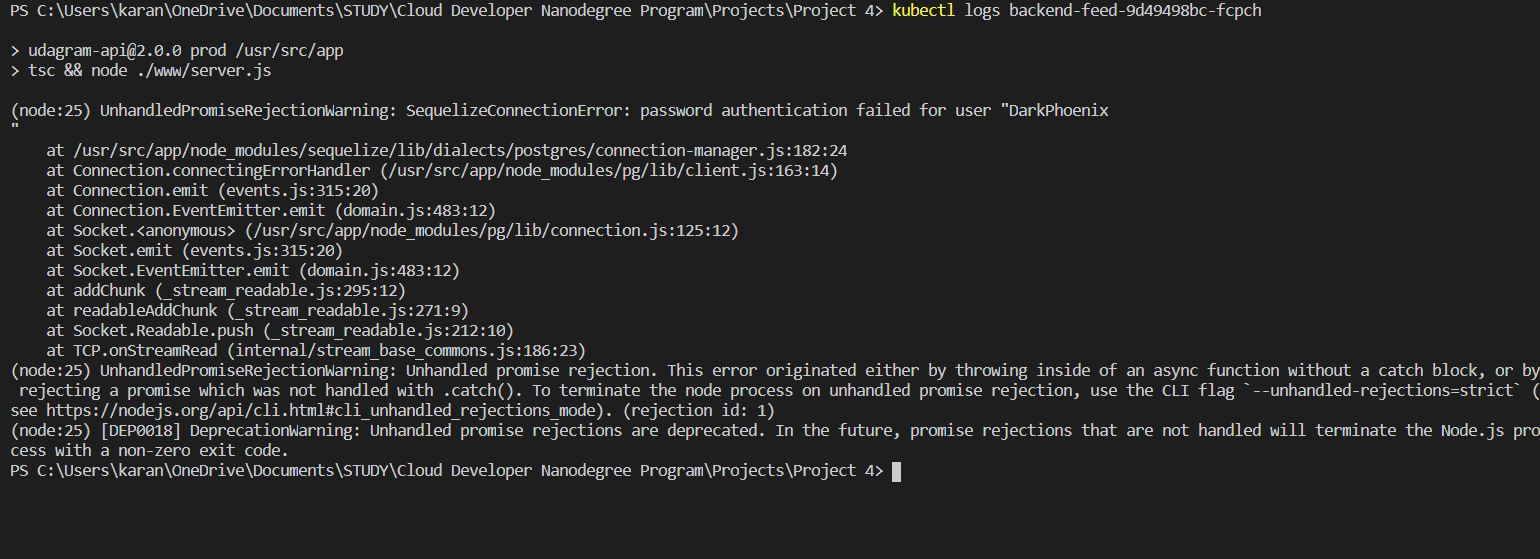 PS C:\Users\karan\OneDrive\Documents\STUDY\Cloud Developer Nanodegree Program\Projects\Project 4> kubectl logs backend-feed-9d49498bc-fcpch
> udagram-api@2.0.0 prod /usr/src/app
> tsc && node ./www/server.js
(node:25) UnhandledPromiseRejectionWarning: SequelizeConnectionError: password authentication failed for user "DarkPhoenix
"
    at /usr/src/app/node_modules/sequelize/lib/dialects/postgres/connection-manager.js:182:24
    at Connection.connectingErrorHandler (/usr/src/app/node_modules/pg/lib/client.js:163:14)
    at Connection.emit (events.js:315:20)
    at Connection.EventEmitter.emit (domain.js:483:12)
    at Socket.<anonymous> (/usr/src/app/node_modules/pg/lib/connection.js:125:12)
    at Socket.emit (events.js:315:20)
    at Socket.EventEmitter.emit (domain.js:483:12)
    at addChunk (_stream_readable.js:295:12)
    at readableAddChunk (_stream_readable.js:271:9)
    at Socket.Readable.push (_stream_readable.js:212:10)
    at TCP.onStreamRead (internal/stream_base_commons.js:186:23)
(node:25) UnhandledPromiseRejectionWarning: Unhandled promise rejection. This error originated either by throwing inside of an async function without a catch block, or by
 rejecting a promise which was not handled with .catch(). To terminate the node process on unhandled promise rejection, use the CLI flag `--unhandled-rejections=strict` (
see https://nodejs.org/api/cli.html#cli_unhandled_rejections_mode). (rejection id: 1)
(node:25) [DEP0018] DeprecationWarning: Unhandled promise rejections are deprecated. In the future, promise rejections that are not handled will terminate the Node.js pro
cess with a non-zero exit code.
PS C:\Users\karan\OneDrive\Documents\STUDY\Cloud Developer Nanodegree Program\Projects\Project 4>